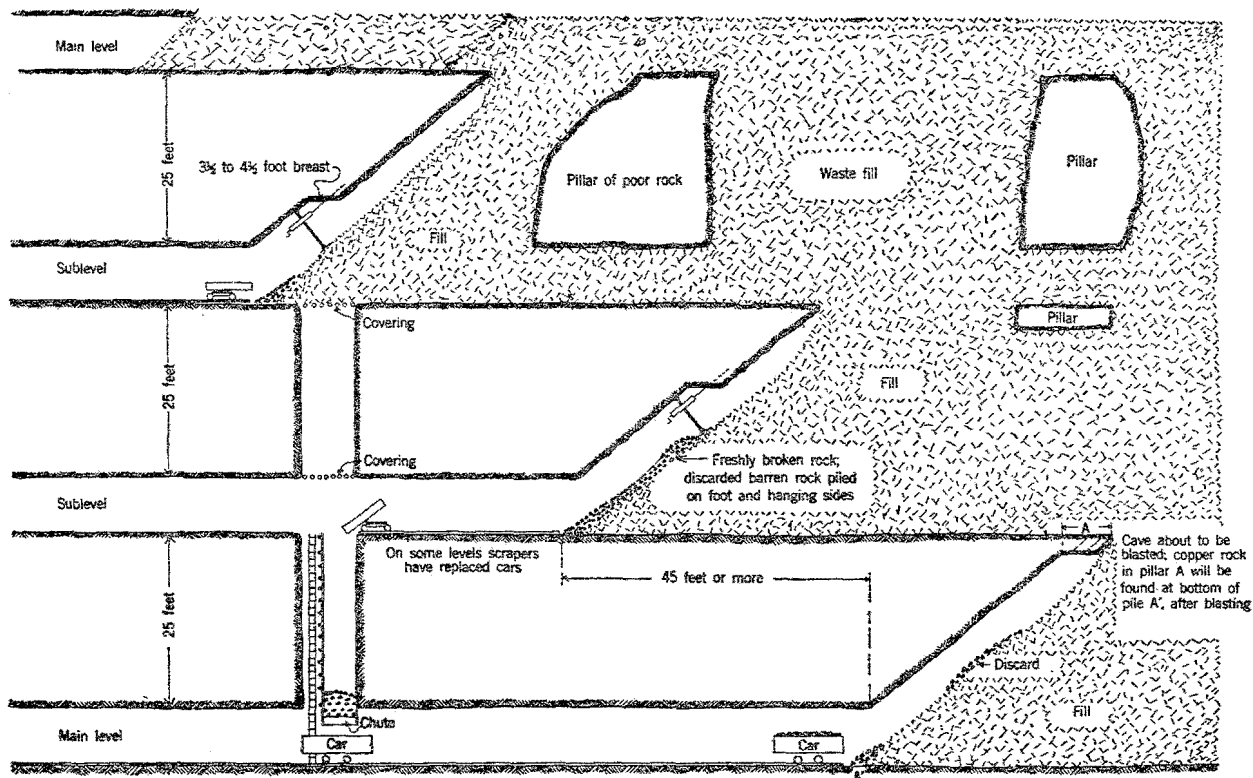 Main level
25 feet
3½ to 4½ foot breast
Pillar of poor rock
Waste fill
Pillar
Fill
Sublevel
Covering
Pillar
25 feet
Fill
Covering
Freshly broken rock;
discarded barren rock piled
on foot and hanging sides
Sublevel
A
On some levels scrapers
have replaced cars
45 feet or more
Cave about to be
blasted; copper rock
in pillar A will be
found at bottom of
pile A', after blasting
25 feet
Discard
Fill
Chute
Main level
Car
Car